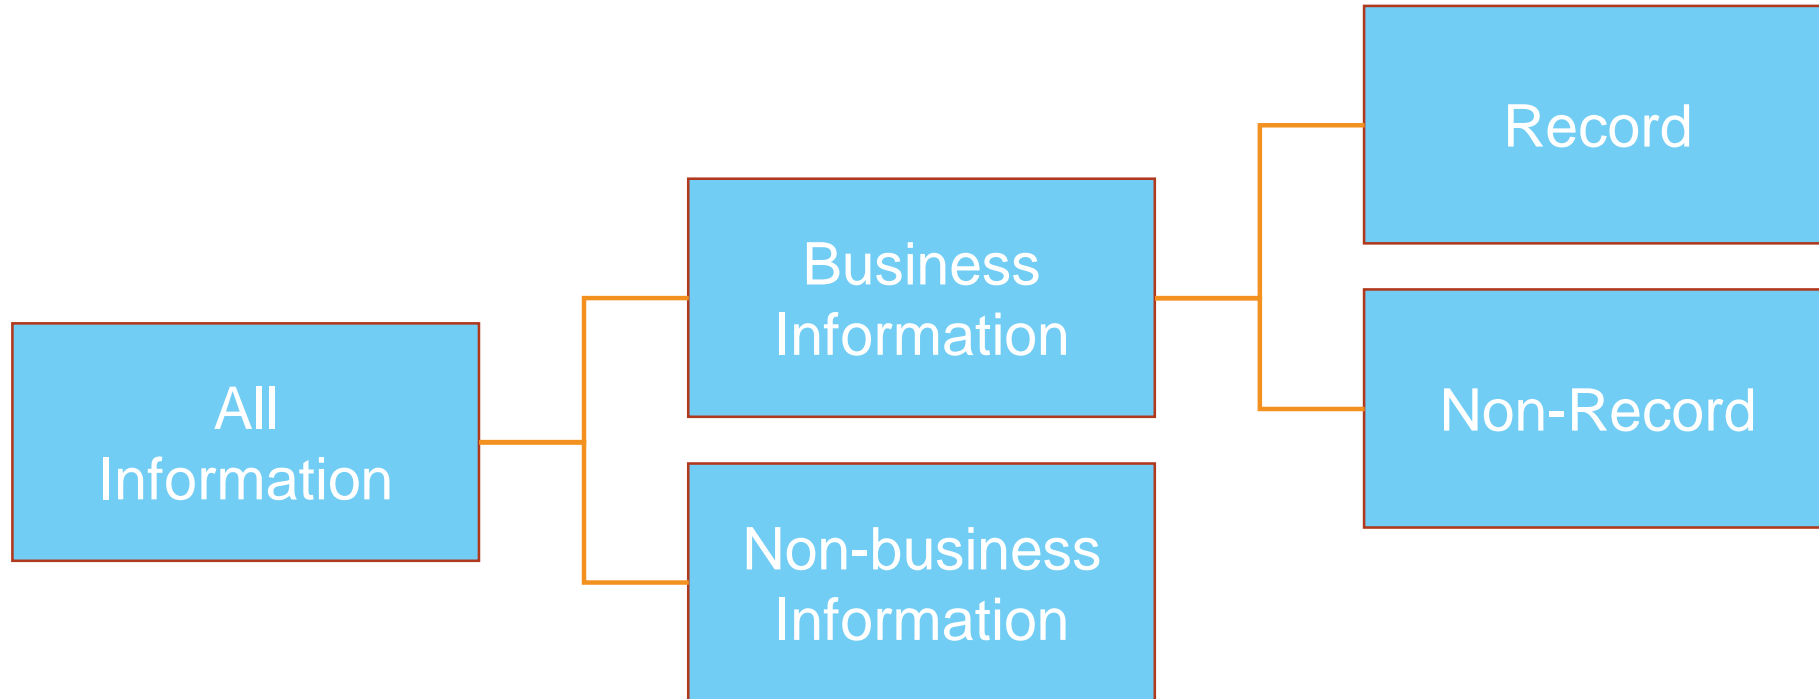 All
Information
Business
Information
Non-business
Information
Record
Non-Record